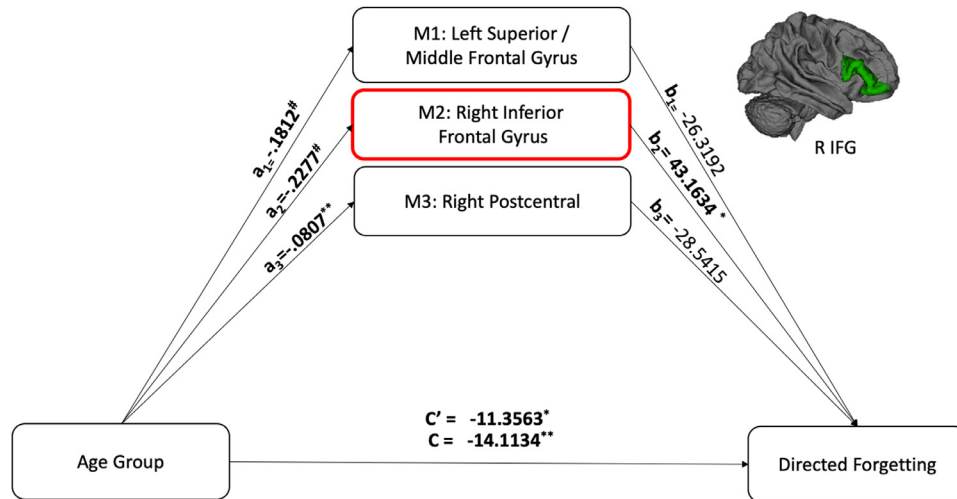 M1: Left Superior /
Middle Frontal Gyrus
M2: Right Inferior
Frontal Gyrus
M3: Right Postcentral
R IFG
a1=-.1812#
a2=-.2277#
a3=-.0807**
b1= -26.3192
b2= 43.1634 *
b3= -28.5415
C’ = -11.3563*
C = -14.1134**
Age Group
Directed Forgetting